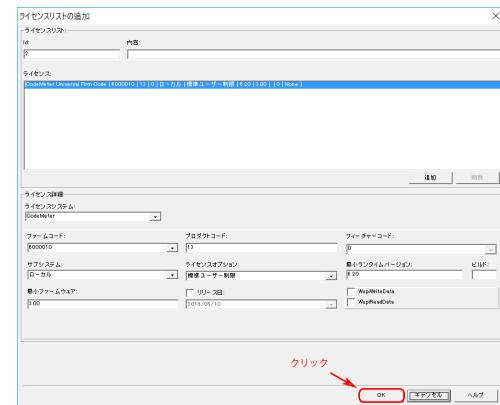 ライセンスリストの追加
ライセンスリスト:
Id:
内容:
ライセンス:
CodeMeter Universal Firm Code | 6000010 | 13 | 0 | ローカル | 標準ユーザー制限 | 6.20 | 3.00 | | 0 | None |
追加
削除
ライセンス詳細
ライセンスシステム:
CodeMeter
ファームコード:
プロダクトコード:
フィーチャーコード:
6000010
13
0
...
サブシステム:
ライセンスオプション:
最小ランタイムバージョン:
ビルド:
ローカル
標準ユーザー制限
6.20
最小ファームウェア:
リリース日:
WupiWriteData
3.00
2019/06/10
WupiReadData
クリック
OK
キャンセル
ヘルプ